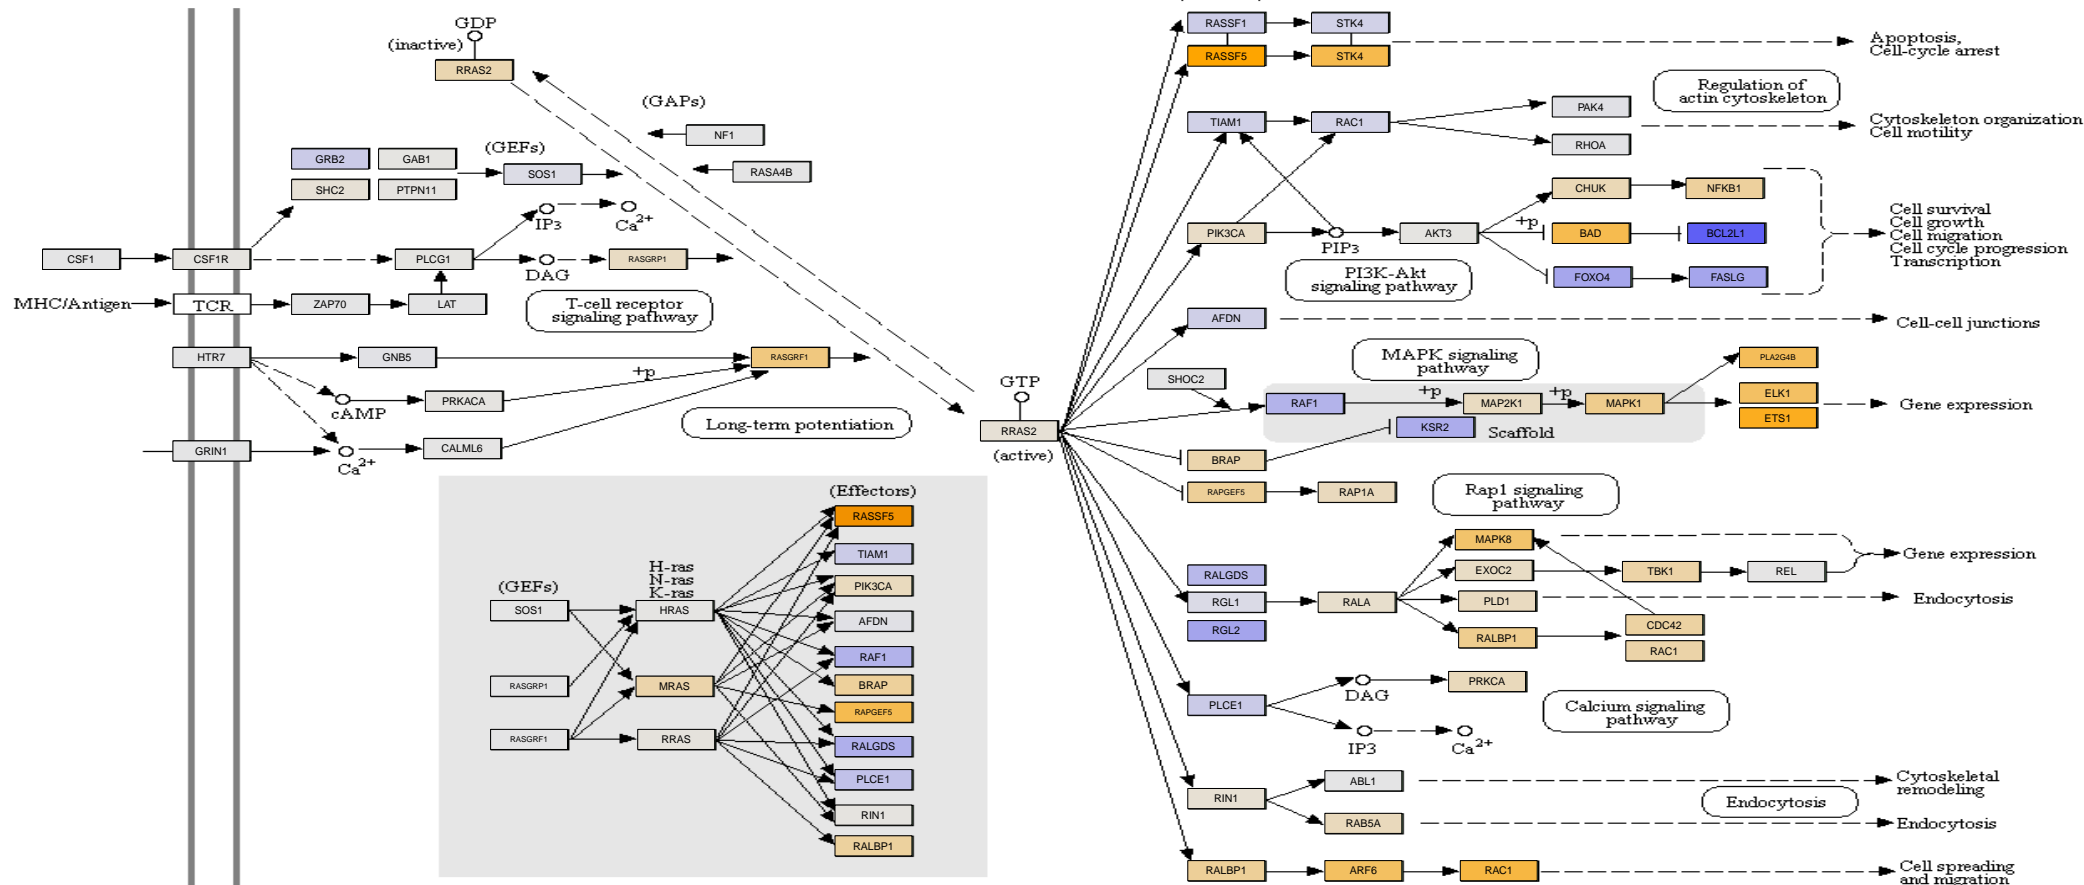 GDP
(inactive)
RRAS2
(GAPs)
NF1
RASA4B
GRB2
GAB1
(GEFs)
SOS1
SHC2
PTPN11
IP3
Ca2+
CSF1
CSF1R
PLCG1
DAG
RASGRP1
MHC/Antigen
TCR
ZAP70
LAT
T-cell receptor
signaling pathway
HTR7
GNB5
RASGRF1
+p
cAMP
PRKACA
Long-term potentiation
GRIN1
Ca2+
CALML6
GTP
RRAS2
(active)
(Effectors)
RASSF5
TIAM1
H-ras
N-ras
K-ras
(GEFs)
SOS1
HRAS
PIK3CA
AFDN
RAF1
RASGRP1
MRAS
BRAP
RAPGEF5
RASGRF1
RRAS
RALGDS
PLCE1
RIN1
RALBP1
RASSF1
STK4
RASSF5
STK4
Apoptosis,
Cell-cycle arrest
Regulation of
actin cytoskeleton
TIAM1
RAC1
PAK4
RHOA
Cytoskeleton organization
Cell motility
CHUK
NFKB1
PIK3CA
PIP3
AKT3
+p
BAD
BCL2L1
Cell survival
Cell growth
Cell migration
Cell cycle progression
Transcription
PI3K-Akt
signaling pathway
FOXO4
FASLG
AFDN
Cell-cell junctions
MAPK signaling
pathway
PLA2G4B
SHOC2
RAF1
+p
MAP2K1
+p
MAPK1
ELK1
ETS1
Gene expression
KSR2
Scaffold
BRAP
RAPGEF5
RAP1A
Rap1 signaling
pathway
MAPK8
Gene expression
RALGDS
EXOC2
TBK1
REL
RGL1
RALA
PLD1
Endocytosis
RGL2
RALBP1
CDC42
RAC1
PLCE1
DAG
PRKCA
Calcium signaling
pathway
IP3
Ca2+
RIN1
ABL1
Cytoskeletal
remodeling
Endocytosis
RAB5A
Endocytosis
RALBP1
ARF6
RAC1
Cell spreading
and migration